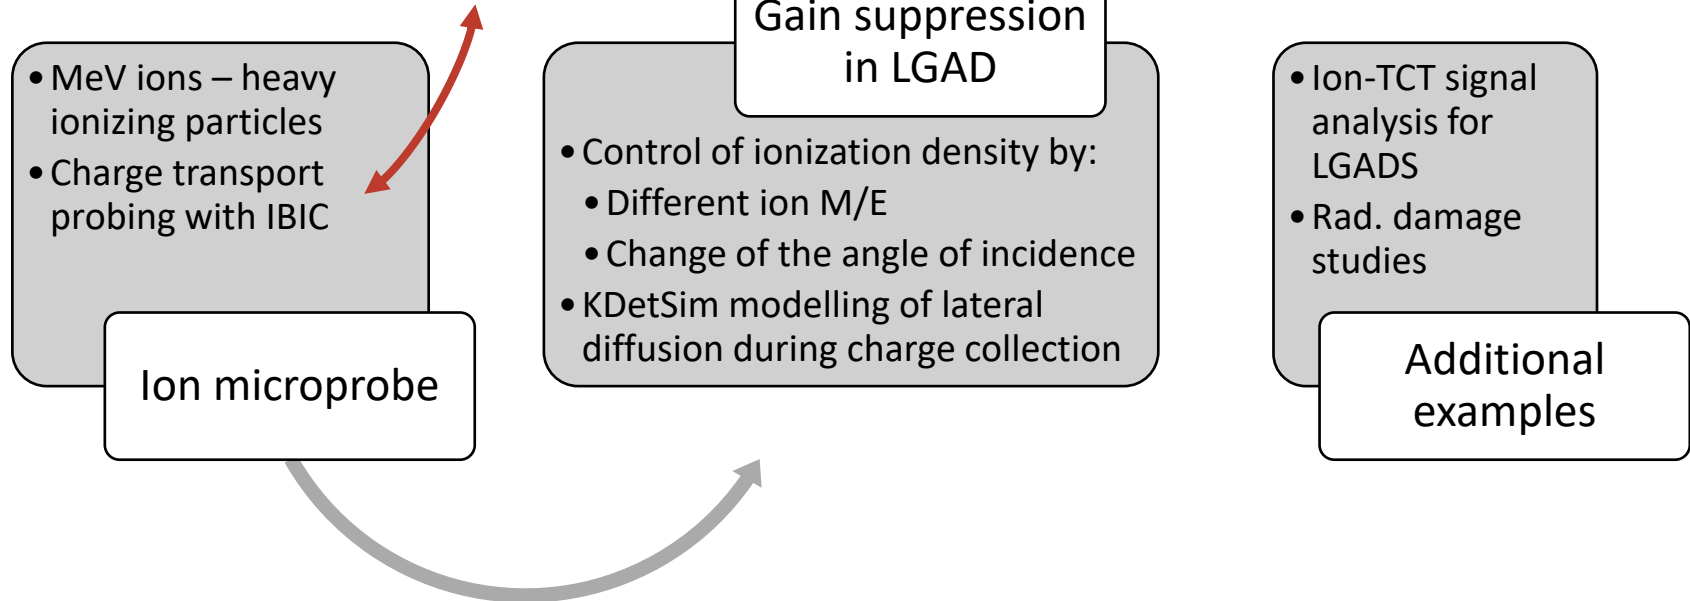 • MeV ions – heavy
ionizing particles
• Charge transport
probing with IBIC
Ion microprobe
Gain suppression
in LGAD
• Control of ionization density by:
• Different ion M/E
• Change of the angle of incidence
• KDetSim modelling of lateral
diffusion during charge collection
• Ion-TCT signal
analysis for
LGADS
• Rad. damage
studies
Additional
examples